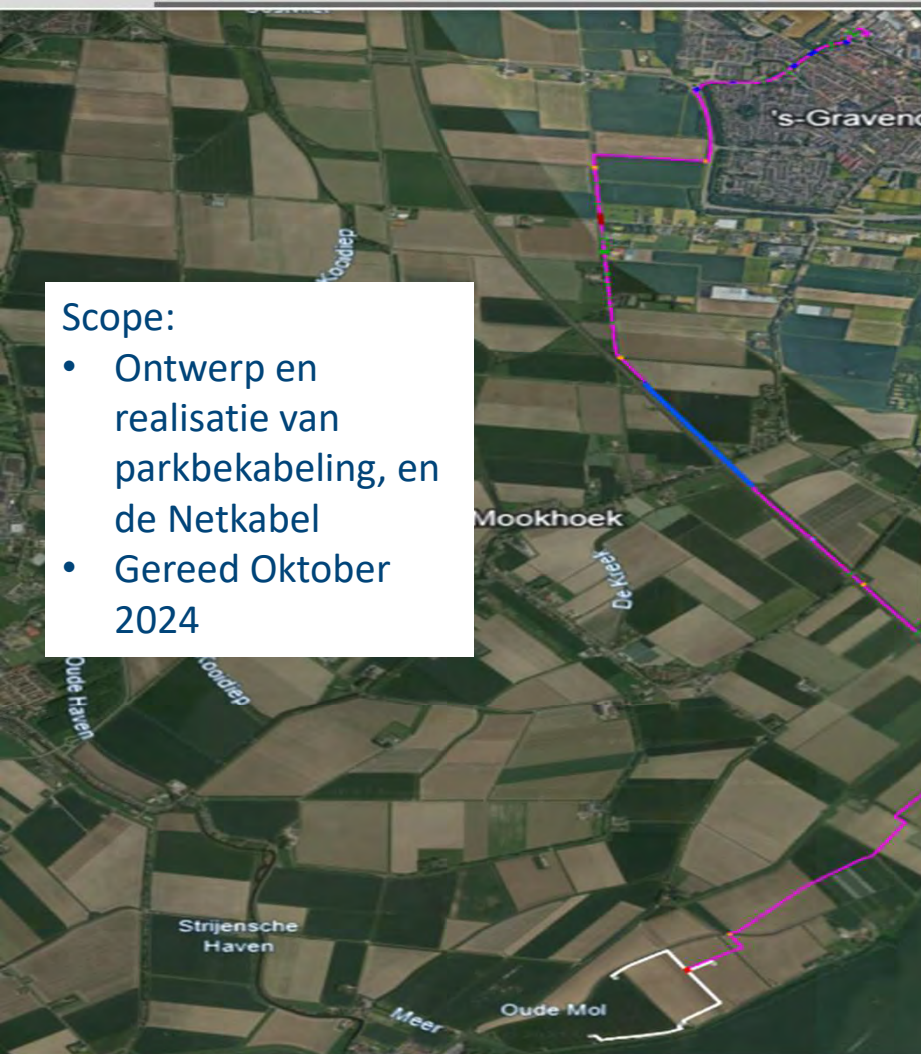 's-Graveno
Kooidiep
Scope:
• Ontwerp en
realisatie van
parkbekabeling, en
de Netkabel
• Gereed Oktober
2024
Mookhoek
De Kreek
Oude Haven
Kooidiep
Strijensche
Haven
Oude Mol
Meer